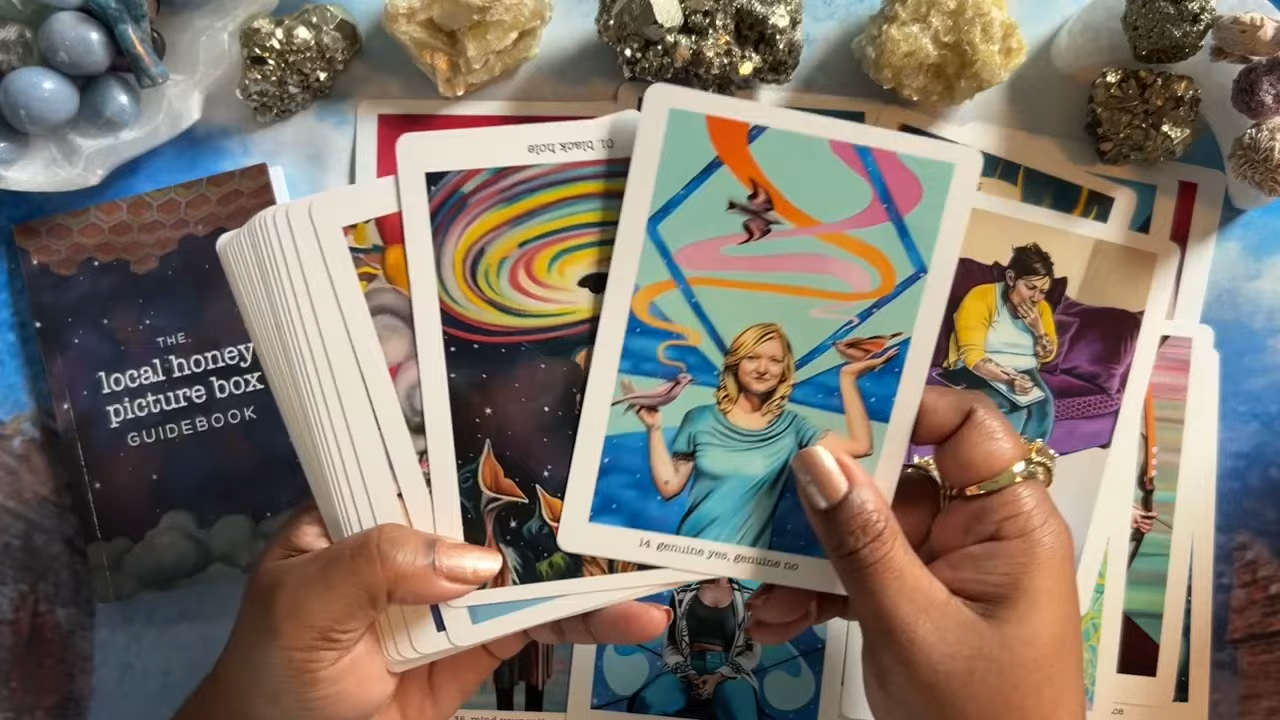 01. black hole
THE.
local honey
picture box
GUIDEBOOK
14. genuine yes, genuine no